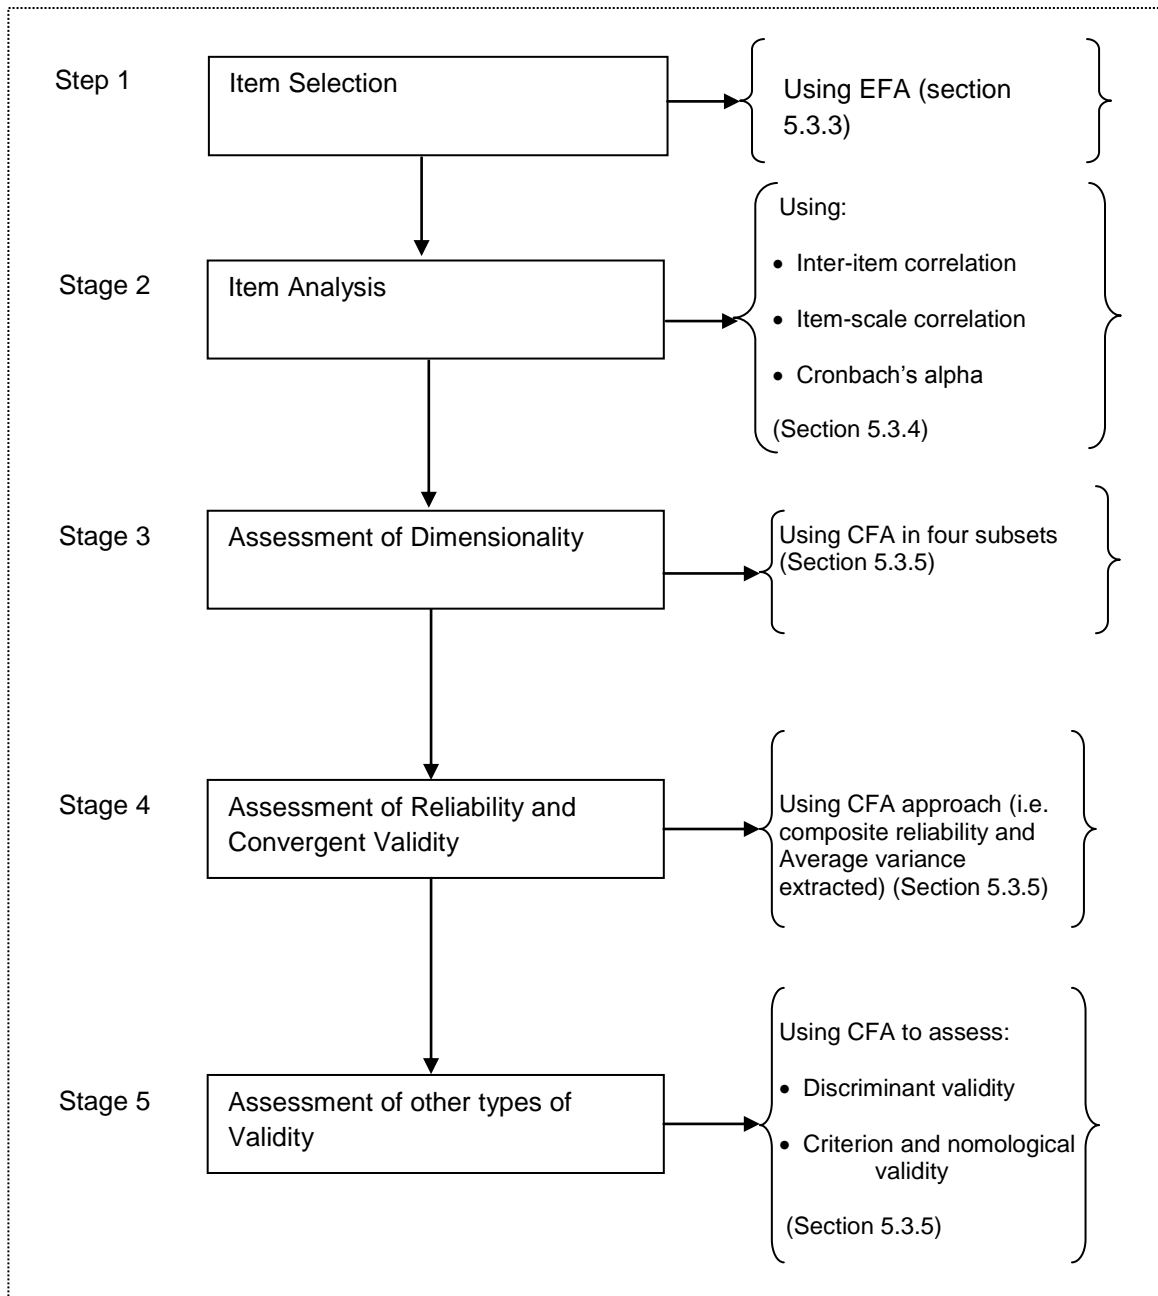 Step 1
Item Selection
Using EFA (section
5.3.3)
Stage 2
Item Analysis
Using:
• Inter-item correlation
• Item-scale correlation
• Cronbach’s alpha
(Section 5.3.4)
Stage 3
Assessment of Dimensionality
Using CFA in four subsets
(Section 5.3.5)
Stage 4
Assessment of Reliability and
Convergent Validity
Using CFA approach (i.e.
composite reliability and
Average variance
extracted) (Section 5.3.5)
Stage 5
Assessment of other types of
Validity
Using CFA to assess:
• Discriminant validity
• Criterion and nomological
validity
(Section 5.3.5)